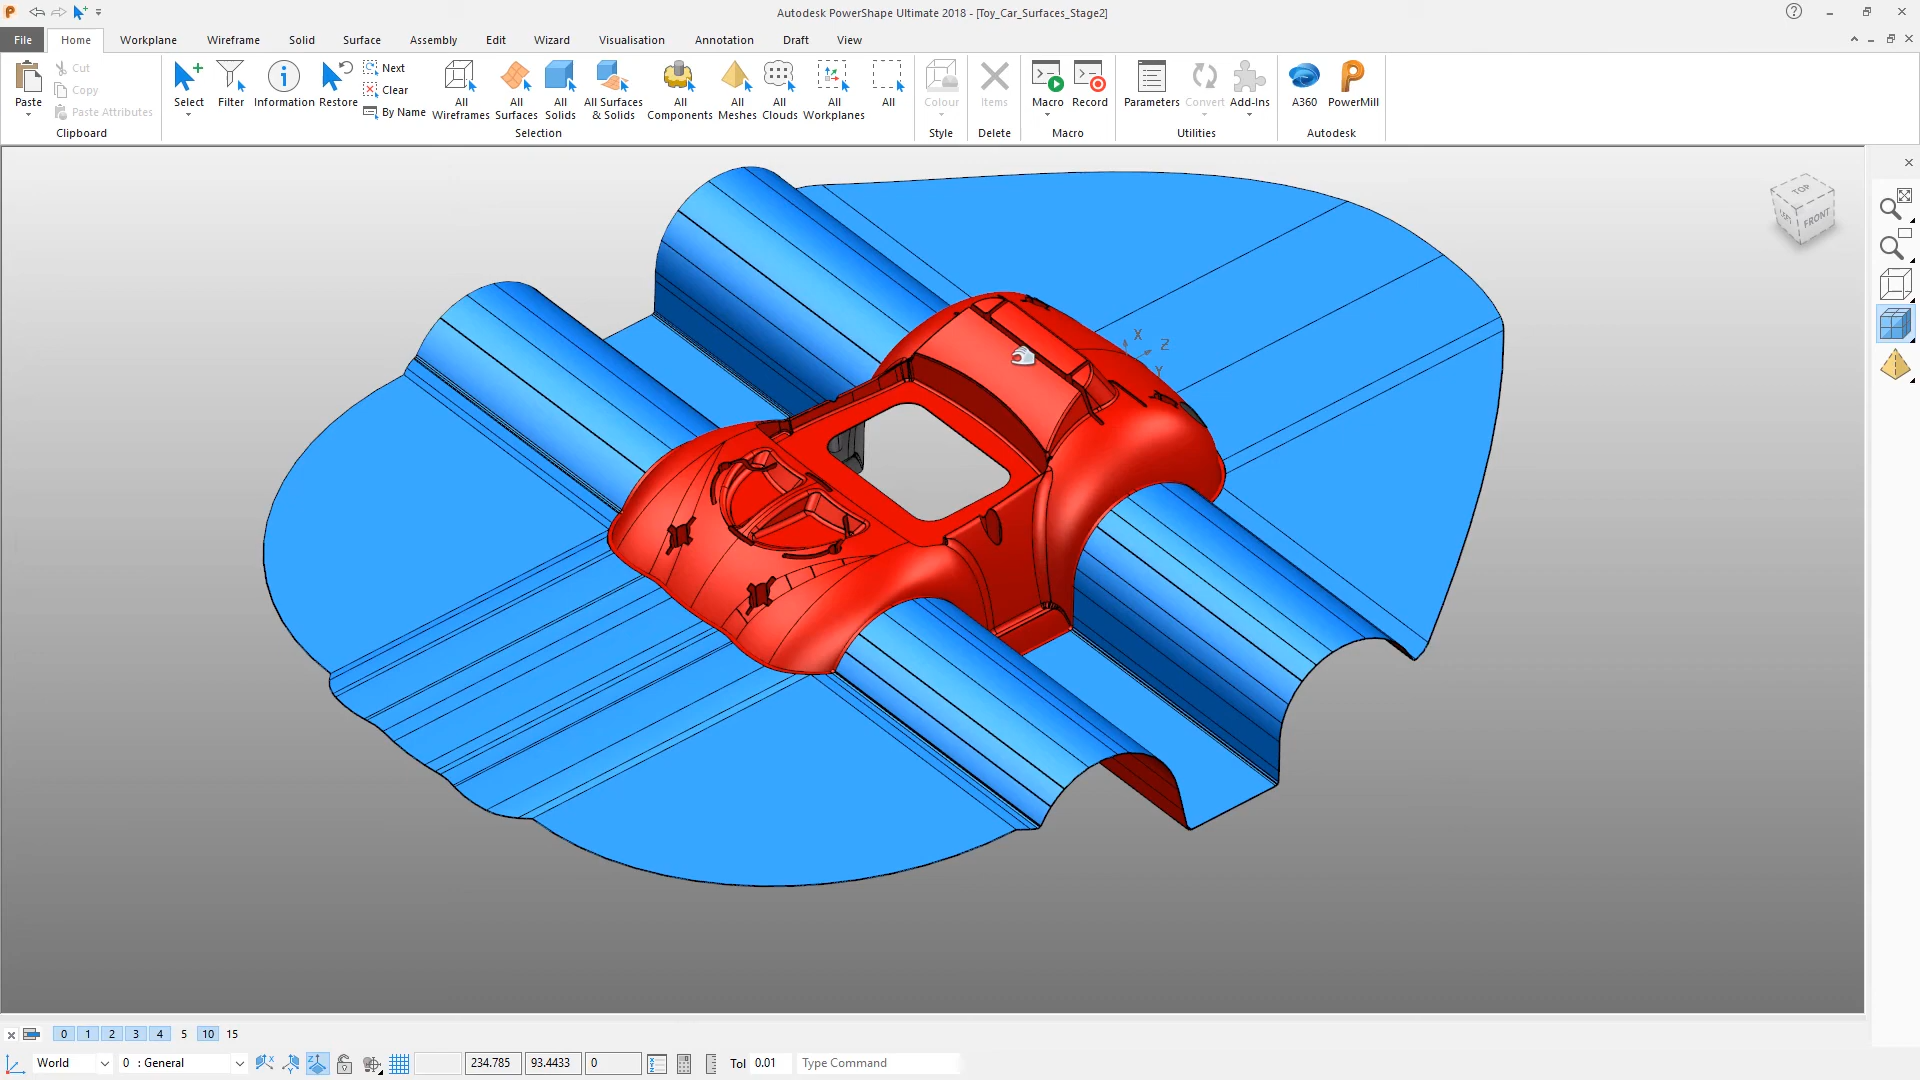 Autodesk PowerShape Ultimate 2018 - [Toy_Car_Surfaces_Stage2]
File Home Workplane Wireframe Solid Surface Assembly Edit Wizard Visualisation Annotation Draft View
Paste
Cut
Copy
Paste Attributes
Clipboard
Select Filter Information Restore
Next
Clear
By Name
All Wireframes
All Surfaces
All Solids
All Surfaces & Solids
All Components
All Meshes
All Clouds
All Workplanes
All
Selection
Colour
Style
Items
Delete
Macro Record
Macro
Parameters Convert Add-Ins
Utilities
A360 PowerMill
Autodesk
TOP
LEFT FRONT
X
Z
Y
0 1 2 3 4 5 10 15
World 0 : General 234.785 93.4433 0 Tol 0.01 Type Command